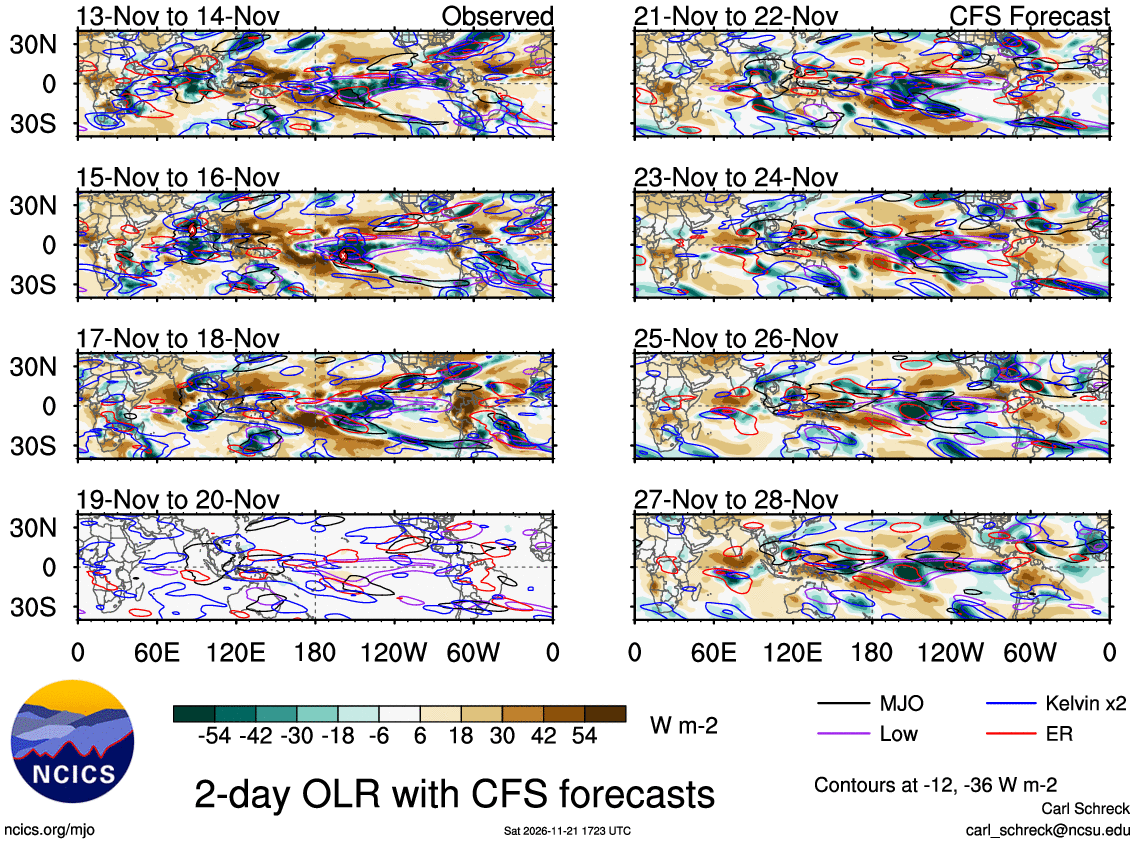 13-Nov to 14-Nov Observed
30N
0
30S
15-Nov to 16-Nov
30N
0
30S
17-Nov to 18-Nov
30N
0
30S
19-Nov to 20-Nov
30N
0
30S
0 60E 120E 180 120W 60W 0
21-Nov to 22-Nov CFS Forecast
23-Nov to 24-Nov
25-Nov to 26-Nov
27-Nov to 28-Nov
0 60E 120E 180 120W 60W 0
-54 -42 -30 -18 -6 6 18 30 42 54 W m-2
MJO Kelvin x2
Low ER
NCICS
2-day OLR with CFS forecasts
Contours at -12, -36 W m-2
Carl Schreck
ncics.org/mjo Sat 2026-11-21 1723 UTC carl_schreck@ncsu.edu